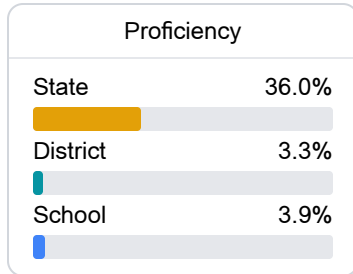 Proficiency
State 36.0%
District 3.3%
School 3.9%